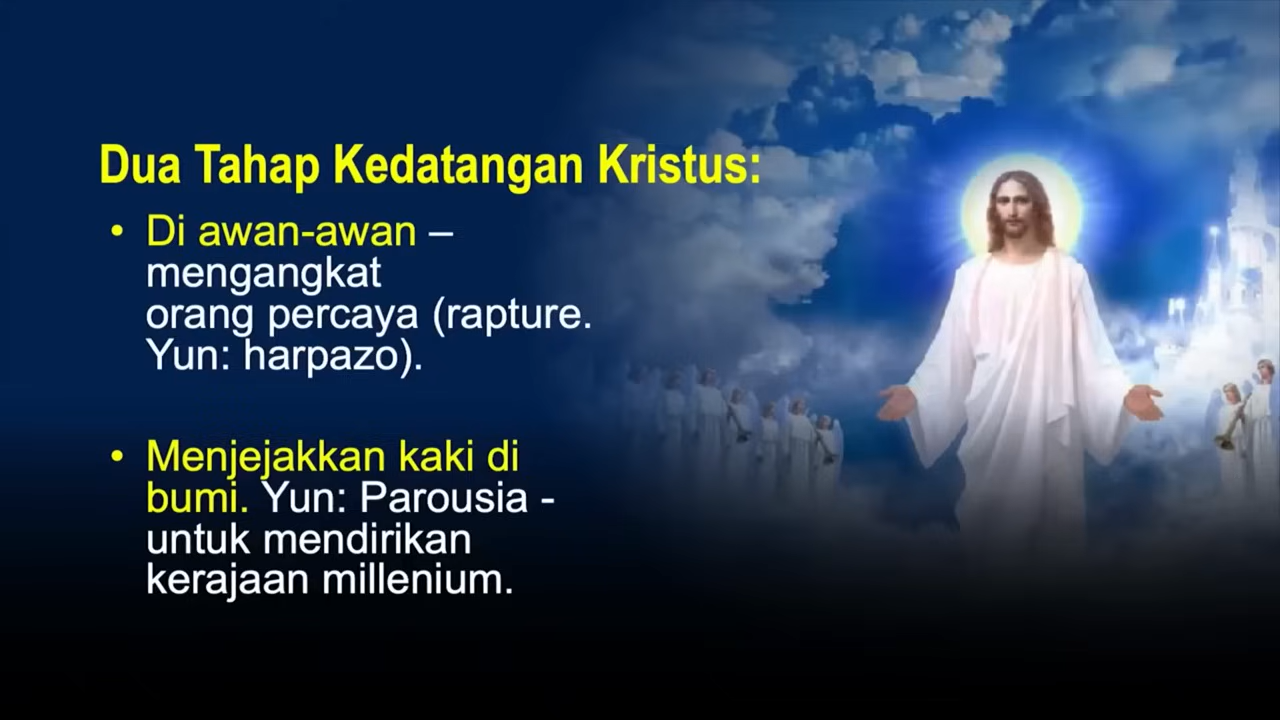 Dua Tahap Kedatangan Kristus:
• Di awan-awan –
mengangkat
orang percaya (rapture.
Yun: harpazo).
• Menjejakkan kaki di
bumi. Yun: Parousia -
untuk mendirikan
kerajaan millenium.